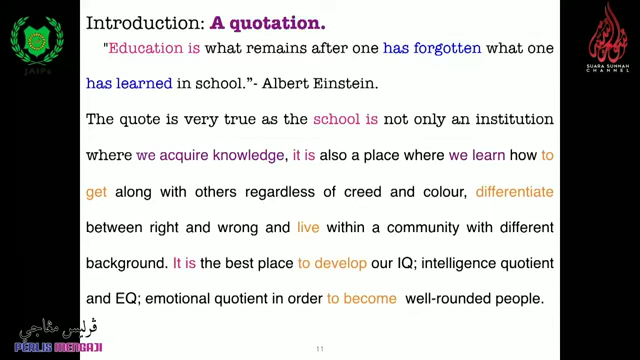 Introduction: A quotation.
"Education is what remains after one has forgotten what one
has learned in school."- Albert Einstein.
The quote is very true as the school is not only an institution
where we acquire knowledge, it is also a place where we learn how to
get along with others regardless of creed and colour, differentiate
between right and wrong and live within a community with different
background. It is the best place to develop our IQ; intelligence quotient
and EQ; emotional quotient in order to become well-rounded people.
11
JAIPs
SUARA SUNNAH
CHANNEL
ڤرليس مڠاجي
PERLIS MENGAJI